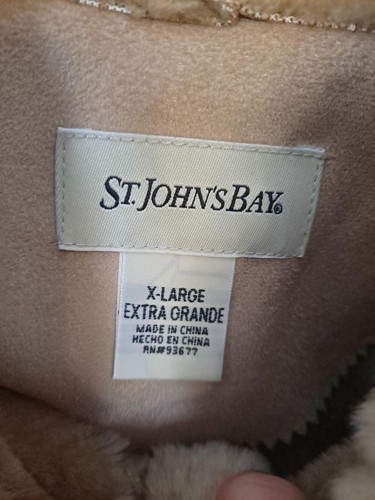 ST. JOHN'S BAY®
X-LARGE
EXTRA GRANDE
MADE IN CHINA
HECHO EN CHINA
RN#93677